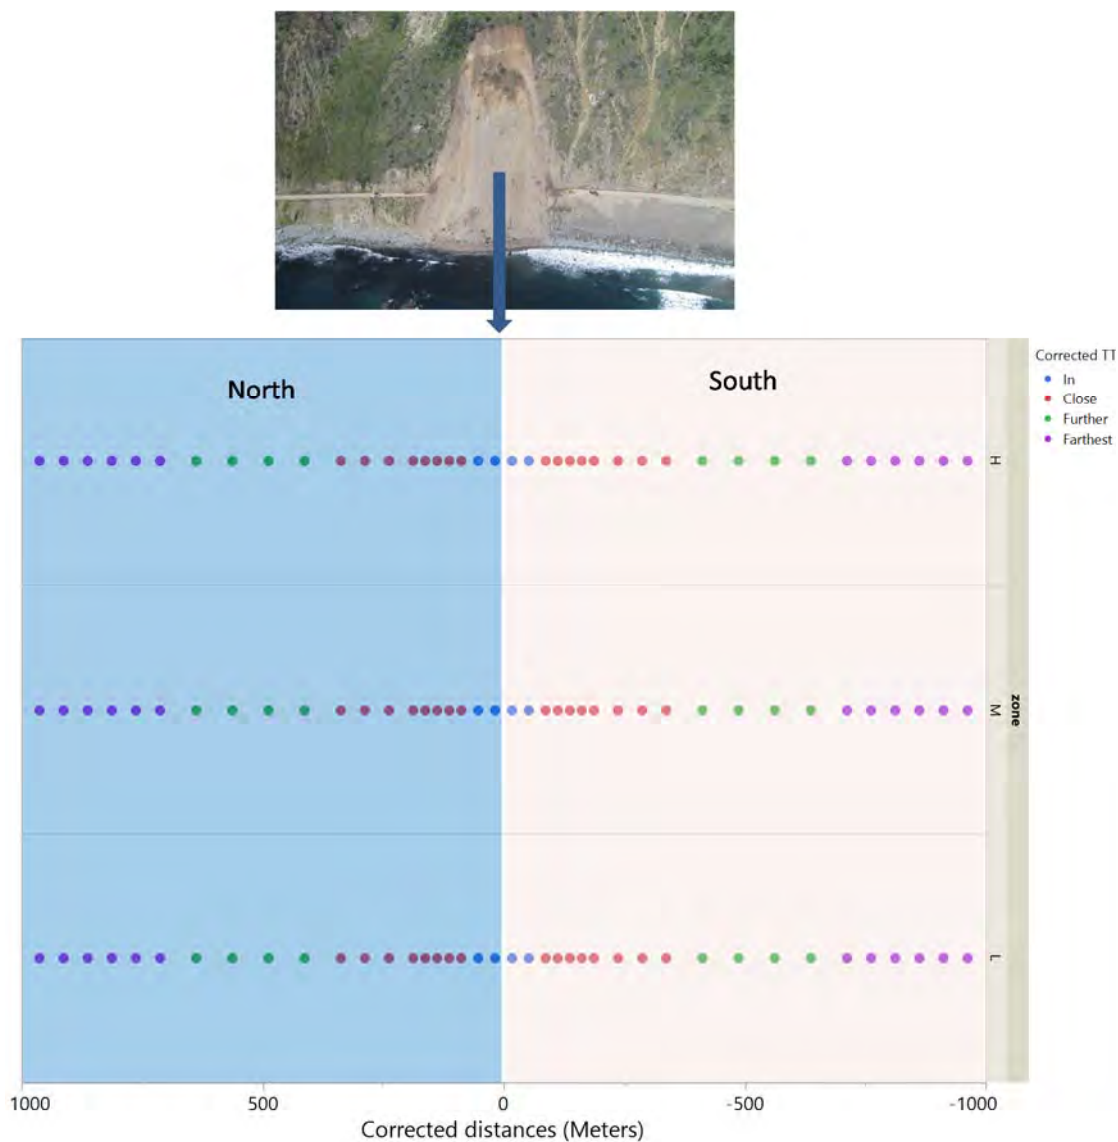 North
South
Corrected TT
In
Close
Further
Farthest
H
M
zone
L
1000
500
0
-500
-1000
Corrected distances (Meters)